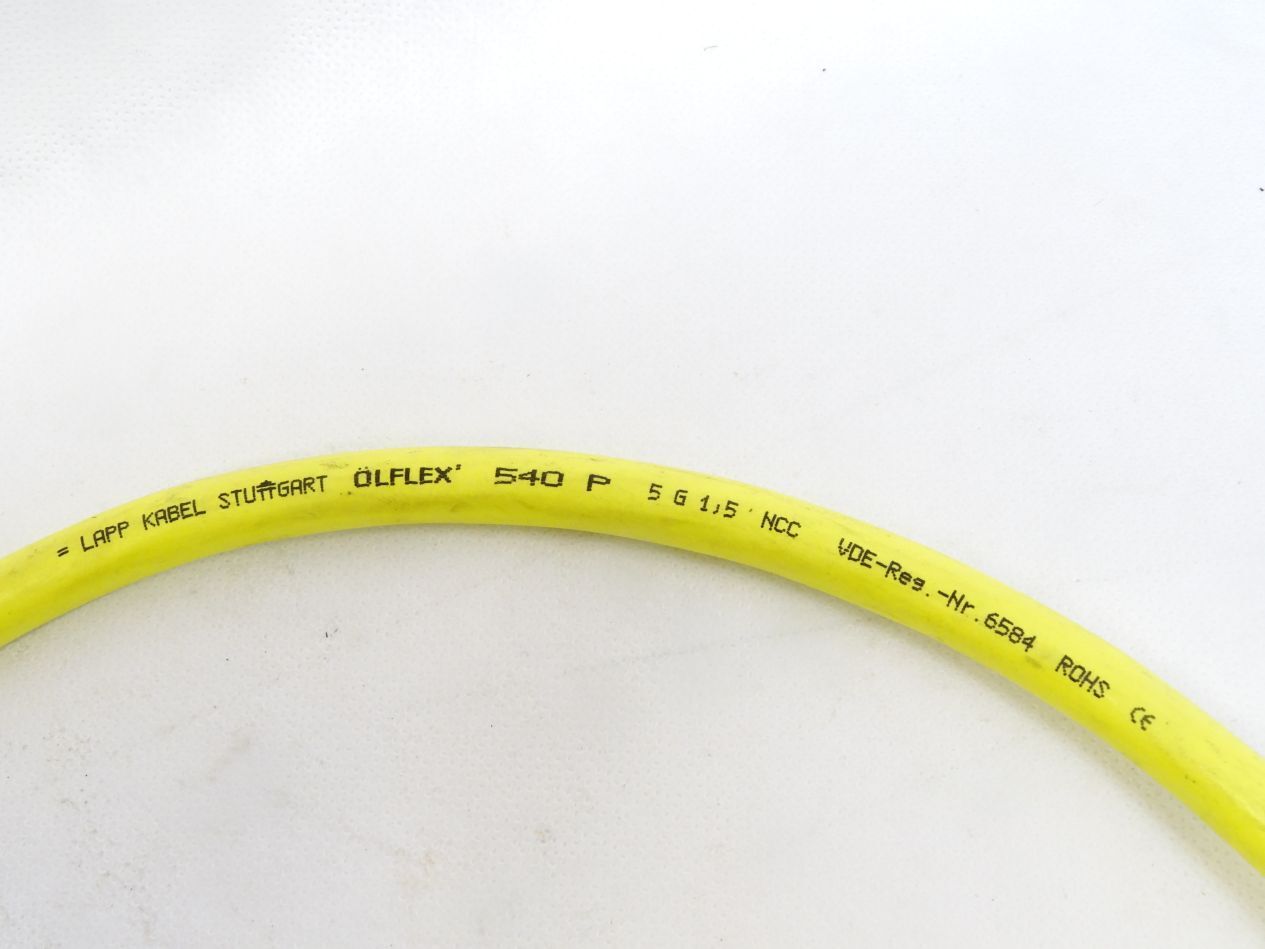 = LAPP KABEL STUTTGART ÖLFLEX® 540 P 5 G 1,5 NCC VDE-Reg.-Nr.6584 ROHS CE